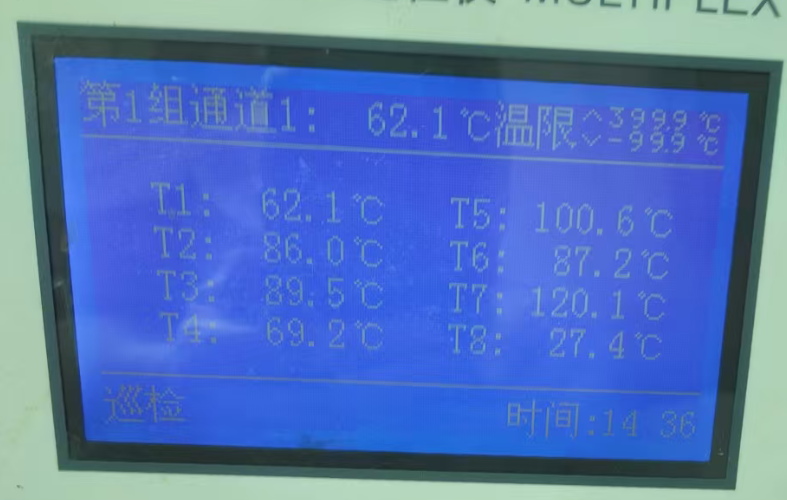 MULTIPLEX
第1组通道1: 62.1℃温限︿3999℃
﹀-99.9℃
T1: 62.1℃ T5: 100.6℃
T2: 86.0℃ T6: 87.2℃
T3: 89.5℃ T7: 120.1℃
T4: 69.2℃ T8: 27.4℃
巡检 时间:14 36